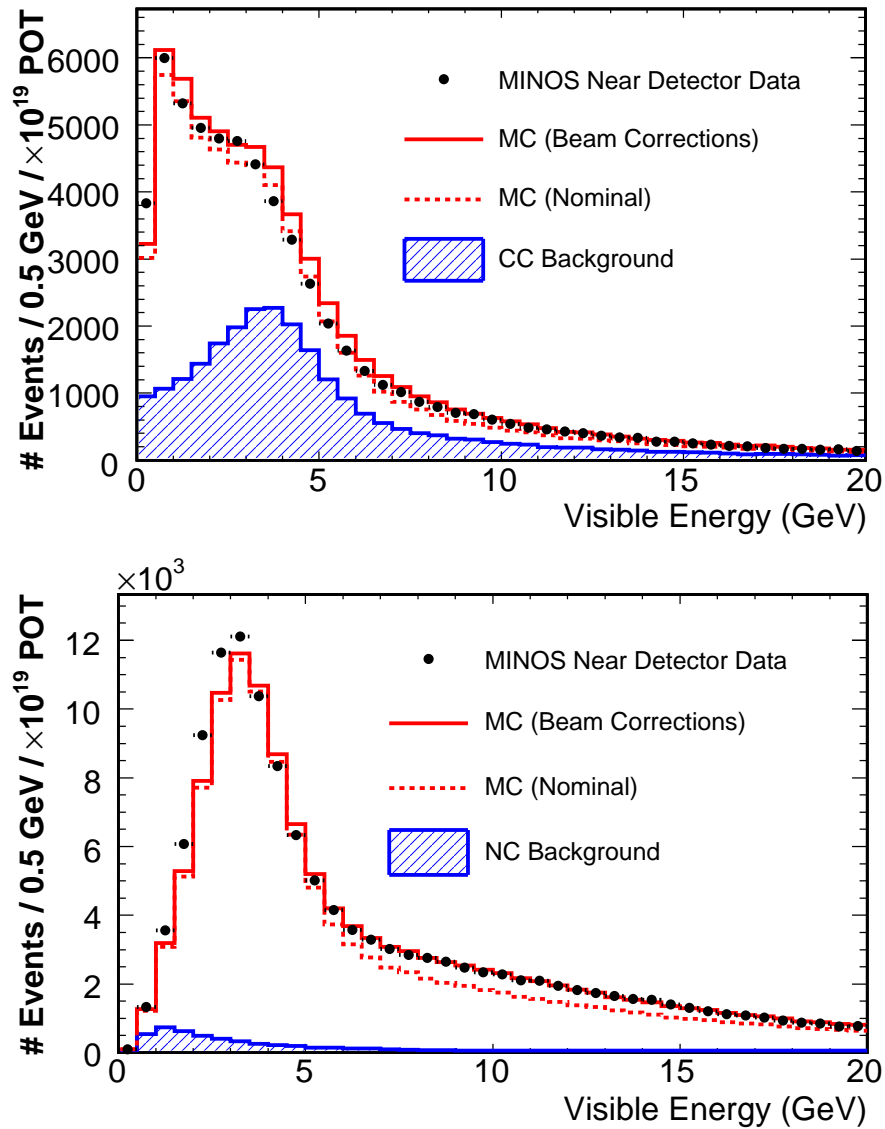 # Events / 0.5 GeV / ×10¹⁹ POT
6000
5000
4000
3000
2000
1000
0
MINOS Near Detector Data
MC (Beam Corrections)
MC (Nominal)
CC Background
5
10
15
20
Visible Energy (GeV)
×10³
# Events / 0.5 GeV / ×10¹⁹ POT
12
10
8
6
4
2
0
MINOS Near Detector Data
MC (Beam Corrections)
MC (Nominal)
NC Background
0
5
10
15
20
Visible Energy (GeV)